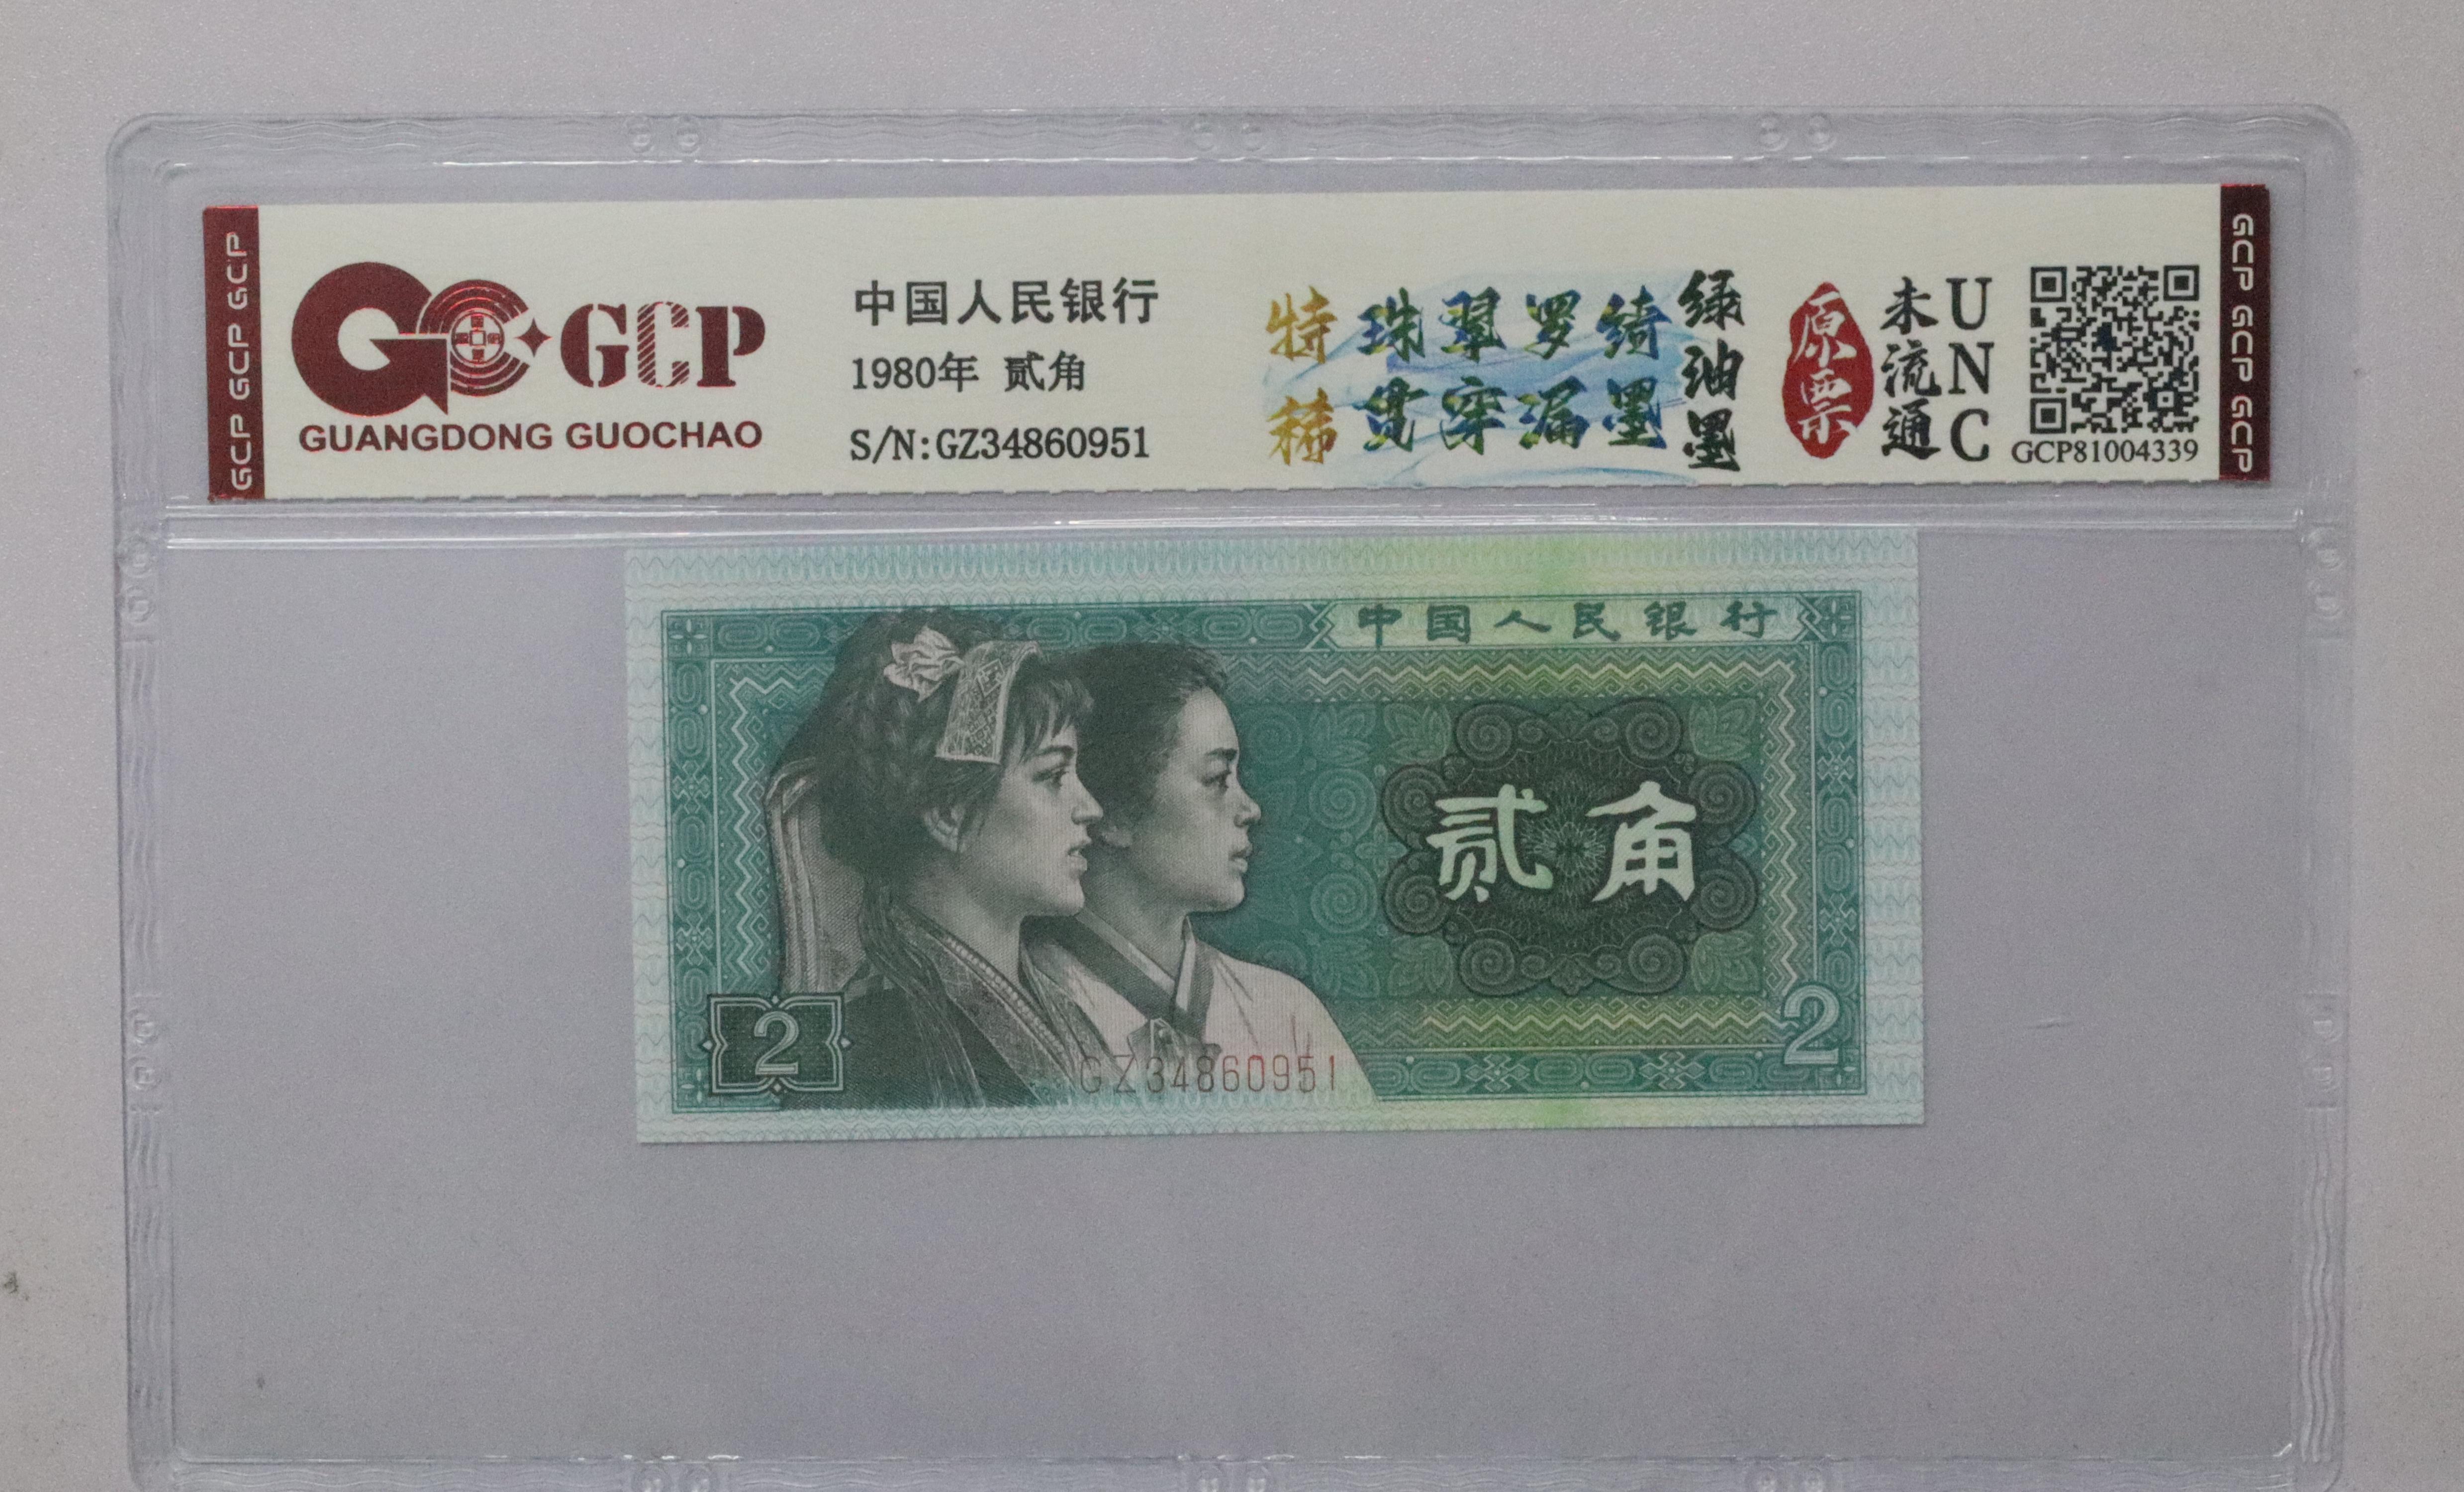 GCP GCP GCP
GCP
GUANGDONG GUOCHAO
中国人民银行
1980年 贰角
S/N:GZ34860951
特稀
珠翠罗绮
贯穿漏墨
绿油墨
原票
未流通
UNC
GCP81004339
GCP GCP GCP
中国人民银行
贰角
2
2
GZ34860951